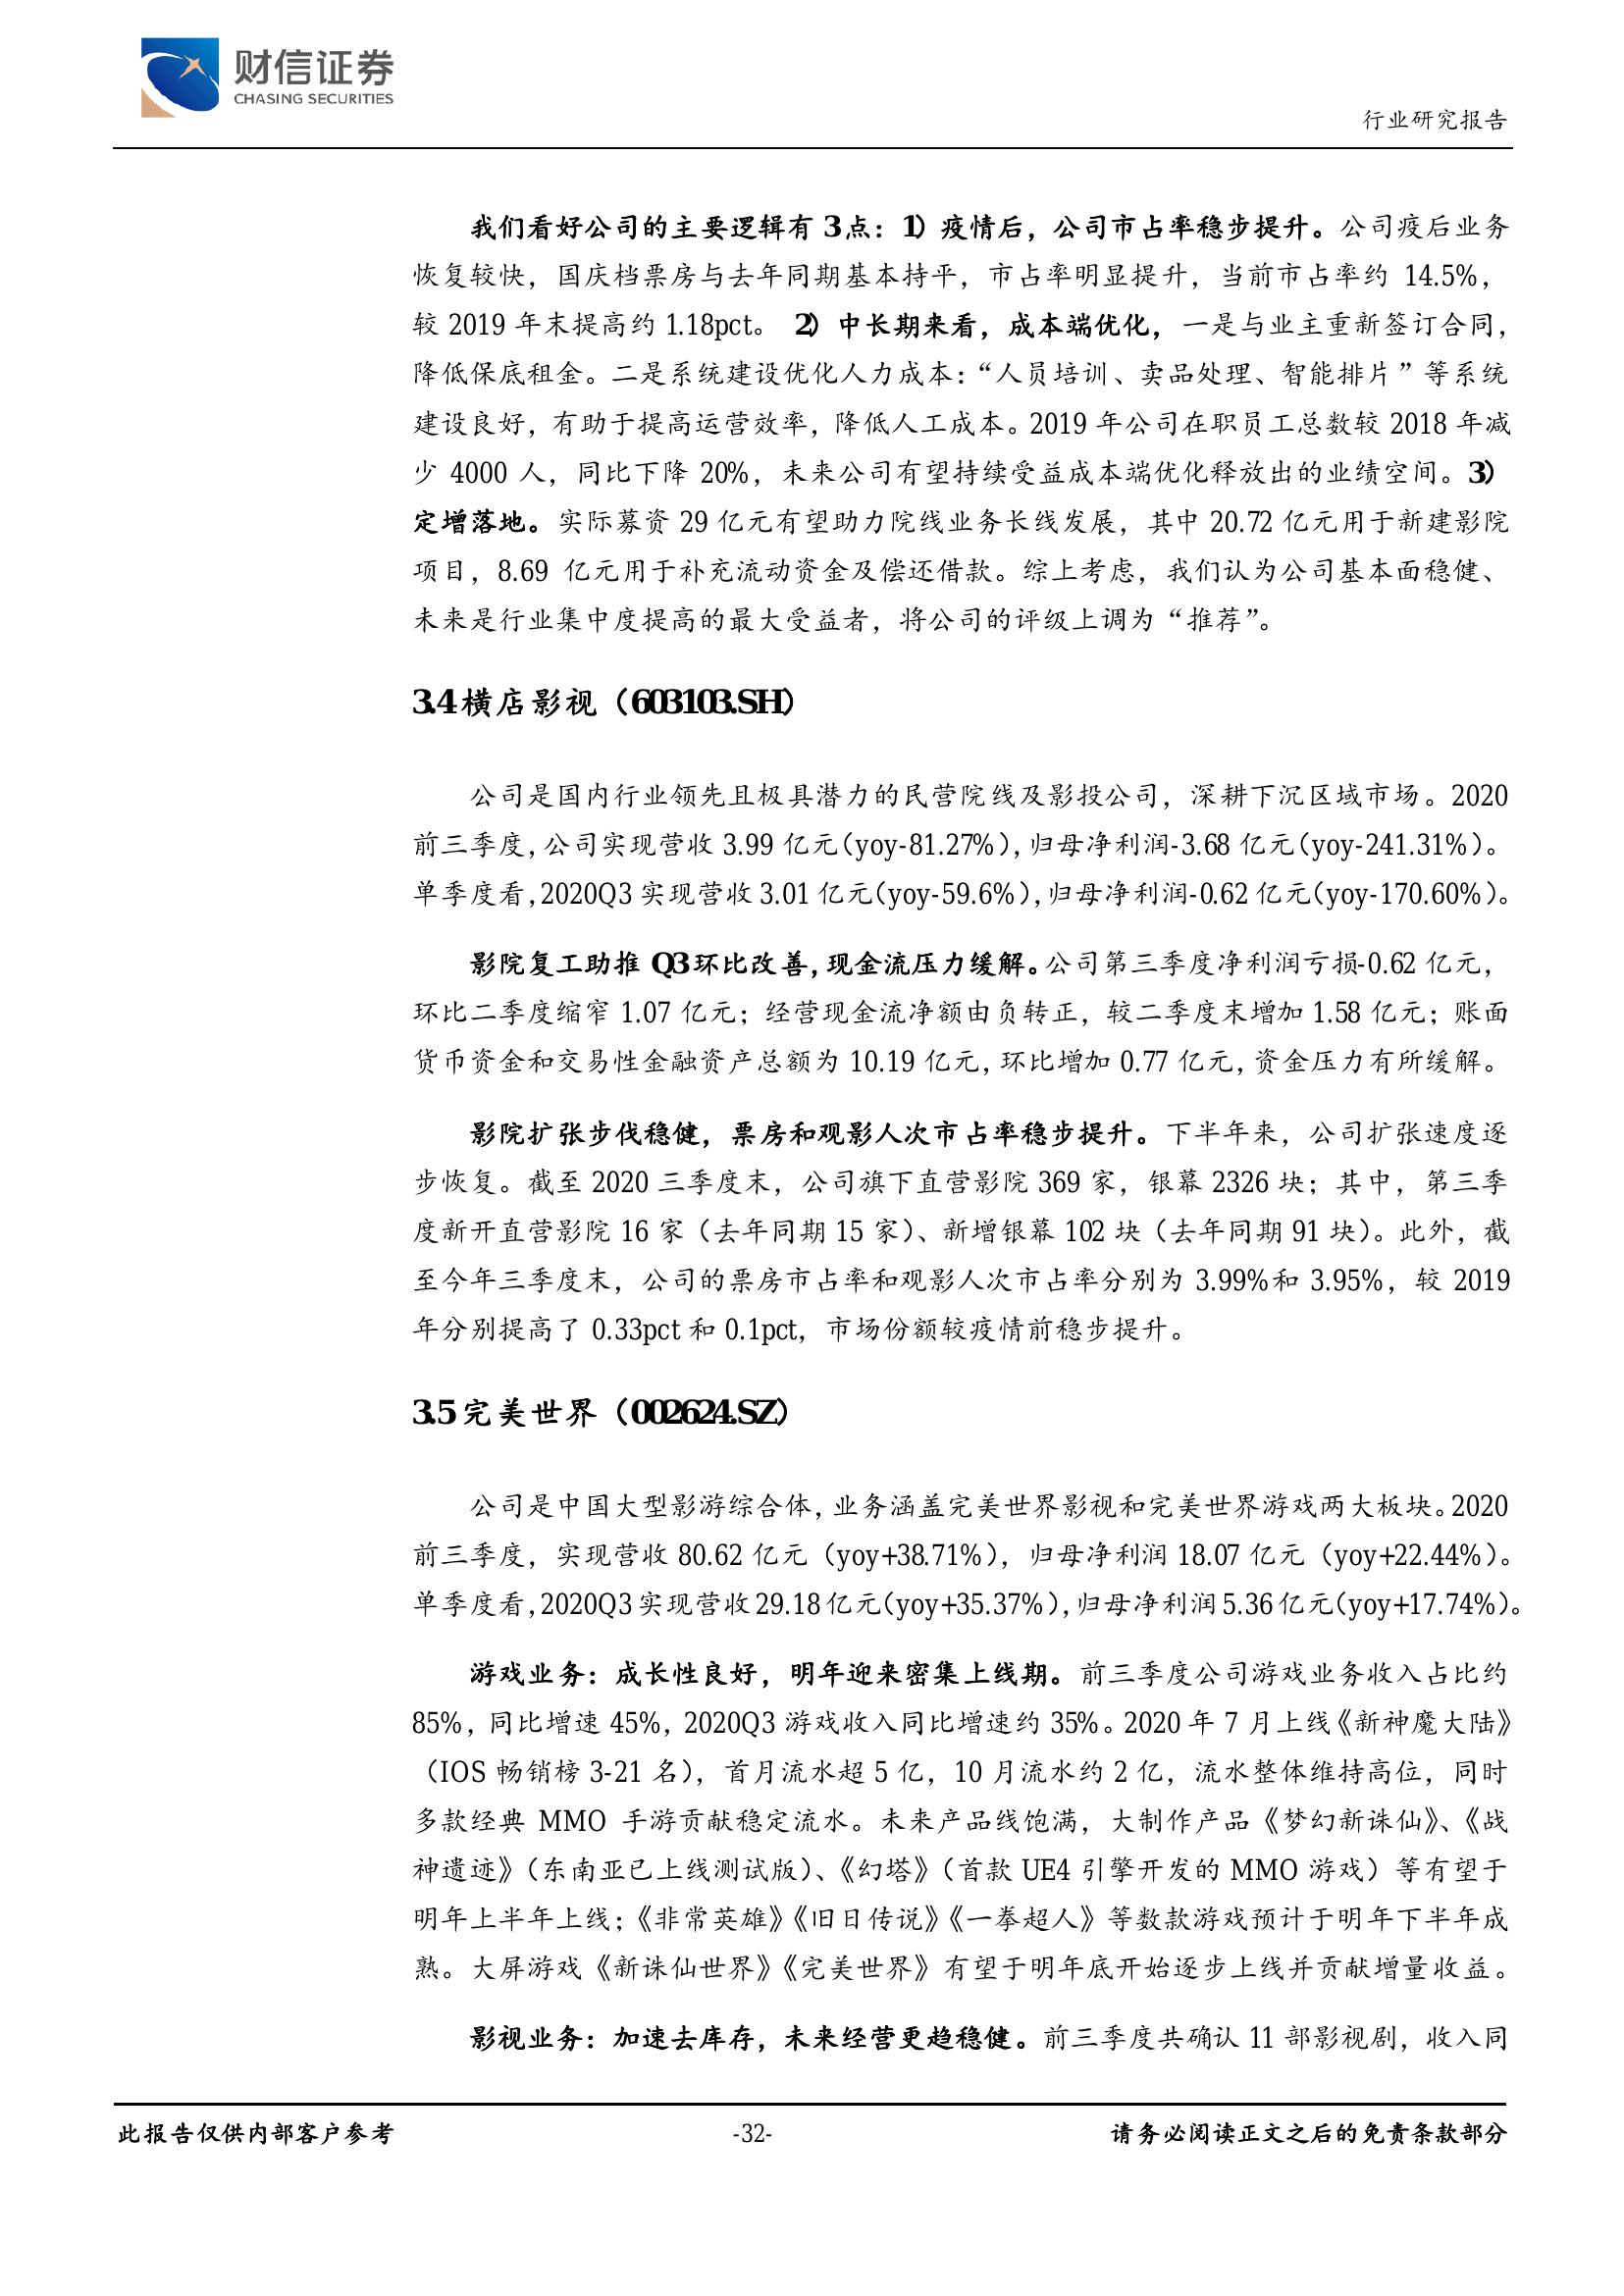 财信证券
CHASING SECURITIES
行业研究报告
我们看好公司的主要逻辑有 3 点：1）疫情后，公司市占率稳步提升。公司疫后业务
恢复较快，国庆档票房与去年同期基本持平，市占率明显提升，当前市占率约 14.5%，
较 2019 年末提高约 1.18pct。 2）中长期来看，成本端优化，一是与业主重新签订合同，
降低保底租金。二是系统建设优化人力成本：“人员培训、卖品处理、智能排片”等系统
建设良好，有助于提高运营效率，降低人工成本。2019 年公司在职员工总数较 2018 年减
少 4000 人，同比下降 20%，未来公司有望持续受益成本端优化释放出的业绩空间。3）
定增落地。实际募资 29 亿元有望助力院线业务长线发展，其中 20.72 亿元用于新建影院
项目，8.69 亿元用于补充流动资金及偿还借款。综上考虑，我们认为公司基本面稳健、
未来是行业集中度提高的最大受益者，将公司的评级上调为“推荐”。
3.4 横店影视（603103.SH）
公司是国内行业领先且极具潜力的民营院线及影投公司，深耕下沉区域市场。2020
前三季度，公司实现营收 3.99 亿元（yoy-81.27%），归母净利润-3.68 亿元（yoy-241.31%）。
单季度看，2020Q3 实现营收 3.01 亿元（yoy-59.6%），归母净利润-0.62 亿元（yoy-170.60%）。
影院复工助推 Q3 环比改善，现金流压力缓解。公司第三季度净利润亏损-0.62 亿元，
环比二季度缩窄 1.07 亿元；经营现金流净额由负转正，较二季度末增加 1.58 亿元；账面
货币资金和交易性金融资产总额为 10.19 亿元，环比增加 0.77 亿元，资金压力有所缓解。
影院扩张步伐稳健，票房和观影人次市占率稳步提升。下半年来，公司扩张速度逐
步恢复。截至 2020 三季度末，公司旗下直营影院 369 家，银幕 2326 块；其中，第三季
度新开直营影院 16 家（去年同期 15 家）、新增银幕 102 块（去年同期 91 块）。此外，截
至今年三季度末，公司的票房市占率和观影人次市占率分别为 3.99%和 3.95%，较 2019
年分别提高了 0.33pct 和 0.1pct，市场份额较疫情前稳步提升。
3.5 完美世界（002624.SZ）
公司是中国大型影游综合体，业务涵盖完美世界影视和完美世界游戏两大板块。2020
前三季度，实现营收 80.62 亿元（yoy+38.71%），归母净利润 18.07 亿元（yoy+22.44%）。
单季度看，2020Q3 实现营收 29.18 亿元（yoy+35.37%），归母净利润 5.36 亿元（yoy+17.74%）。
游戏业务：成长性良好，明年迎来密集上线期。前三季度公司游戏业务收入占比约
85%，同比增速 45%，2020Q3 游戏收入同比增速约 35%。2020 年 7 月上线《新神魔大陆》
（IOS 畅销榜 3-21 名），首月流水超 5 亿，10 月流水约 2 亿，流水整体维持高位，同时
多款经典 MMO 手游贡献稳定流水。未来产品线饱满，大制作产品《梦幻新诛仙》、《战
神遗迹》（东南亚已上线测试版）、《幻塔》（首款 UE4 引擎开发的 MMO 游戏）等有望于
明年上半年上线；《非常英雄》《旧日传说》《一拳超人》等数款游戏预计于明年下半年成
熟。大屏游戏《新诛仙世界》《完美世界》有望于明年底开始逐步上线并贡献增量收益。
影视业务：加速去库存，未来经营更趋稳健。前三季度共确认 11 部影视剧，收入同
此报告仅供内部客户参考
-32-
请务必阅读正文之后的免责条款部分